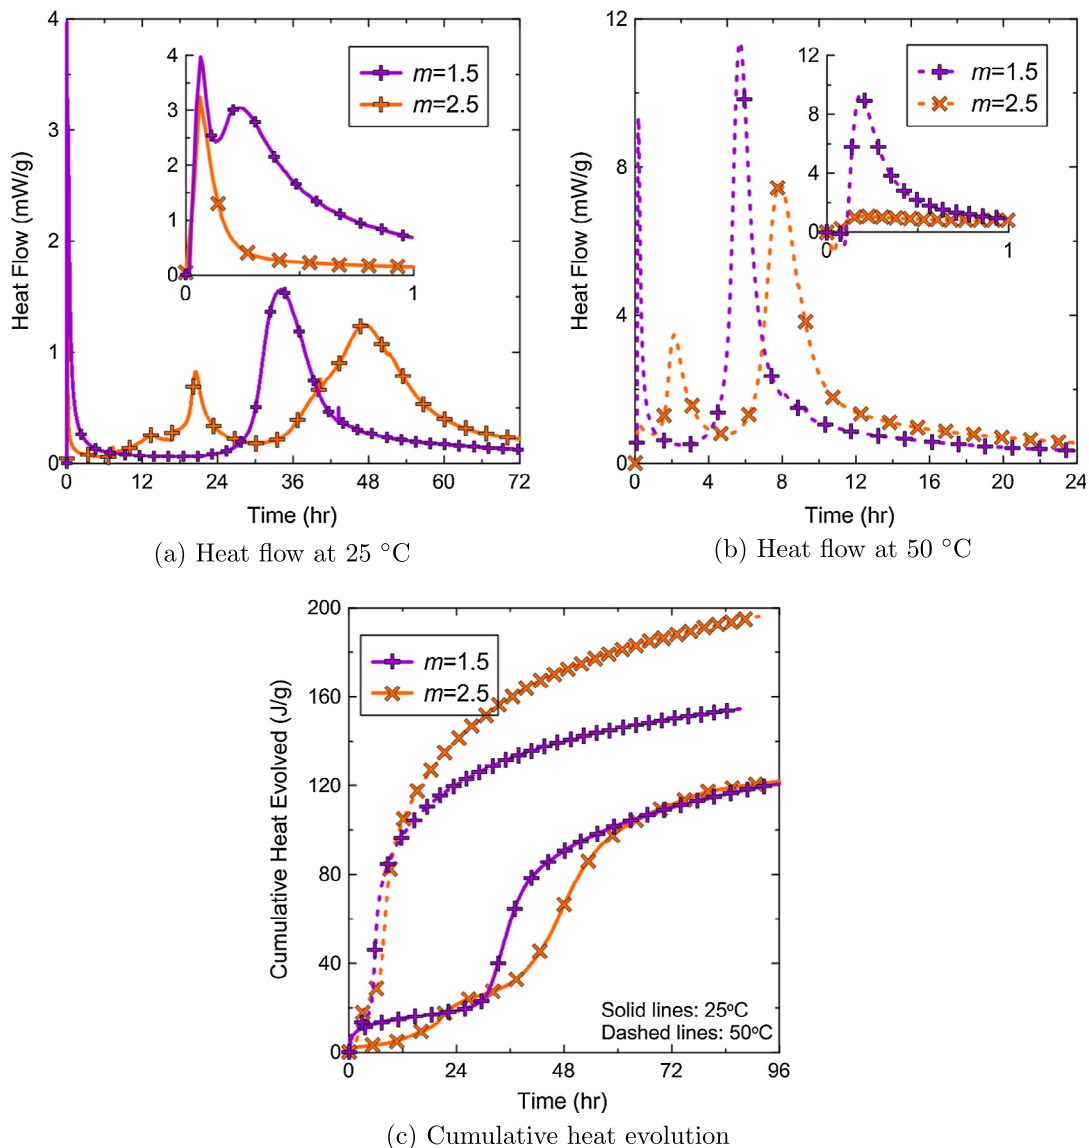 4
3
2
1
0
Heat Flow (mW/g)
4
3
2
1
0
0
1
m=1.5
m=2.5
0 12 24 36 48 60 72
Time (hr)
(a) Heat flow at 25 °C
12
8
4
0
Heat Flow (mW/g)
12
8
4
0
0
1
m=1.5
m=2.5
0 4 8 12 16 20 24
Time (hr)
(b) Heat flow at 50 °C
200
160
120
80
40
0
Cumulative Heat Evolved (J/g)
m=1.5
m=2.5
Solid lines: 25ºC
Dashed lines: 50ºC
0 24 48 72 96
Time (hr)
(c) Cumulative heat evolution